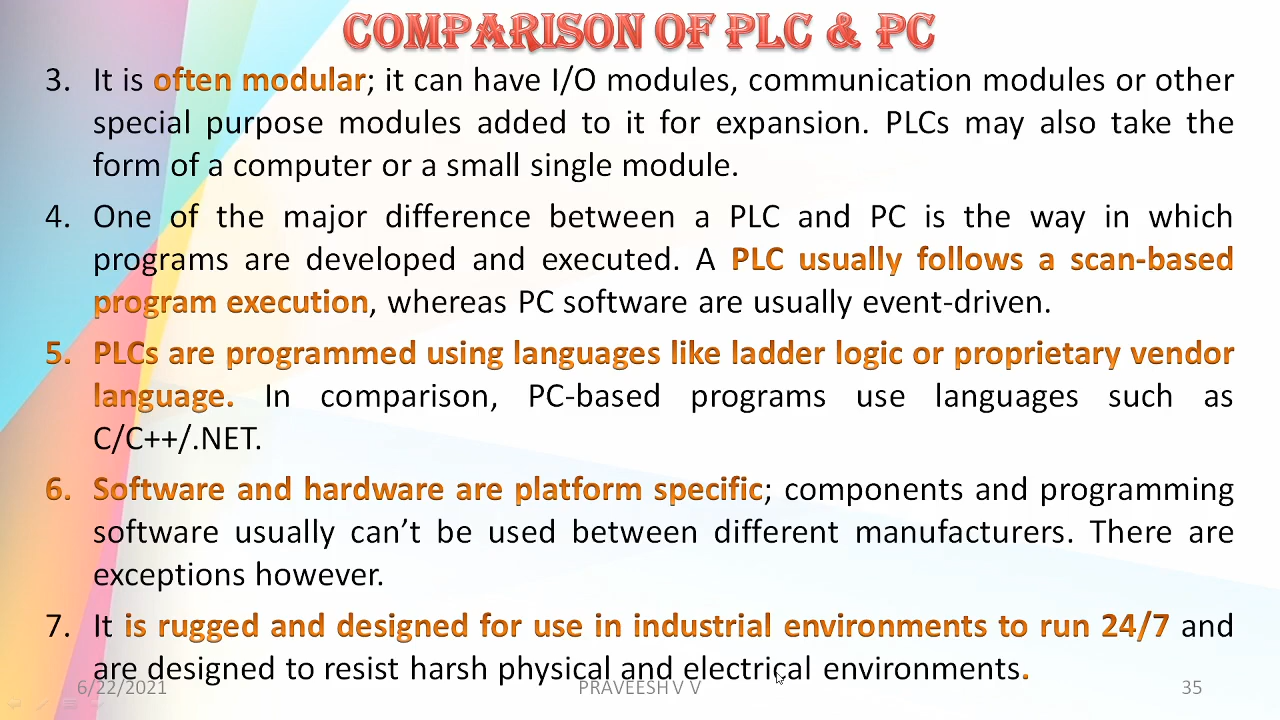 COMPARISON OF PLC & PC
3. It is often modular; it can have I/O modules, communication modules or other
special purpose modules added to it for expansion. PLCs may also take the
form of a computer or a small single module.
4. One of the major difference between a PLC and PC is the way in which
programs are developed and executed. A PLC usually follows a scan-based
program execution, whereas PC software are usually event-driven.
5. PLCs are programmed using languages like ladder logic or proprietary vendor
language. In comparison, PC-based programs use languages such as
C/C++/.NET.
6. Software and hardware are platform specific; components and programming
software usually can’t be used between different manufacturers. There are
exceptions however.
7. It is rugged and designed for use in industrial environments to run 24/7 and
are designed to resist harsh physical and electrical environments.
6/22/2021 PRAVEESH V V 35